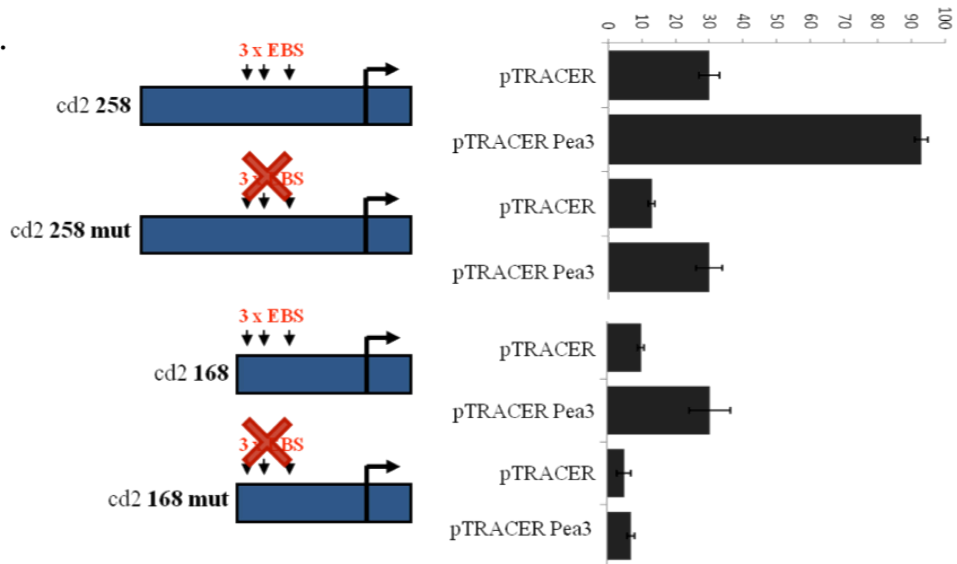 0 10 20 30 40 50 60 70 80 90 100
.
3 x EBS
cd2 258
pTRACER
pTRACER Pea3
3 x EBS
cd2 258 mut
pTRACER
pTRACER Pea3
3 x EBS
cd2 168
pTRACER
pTRACER Pea3
3 x EBS
cd2 168 mut
pTRACER
pTRACER Pea3